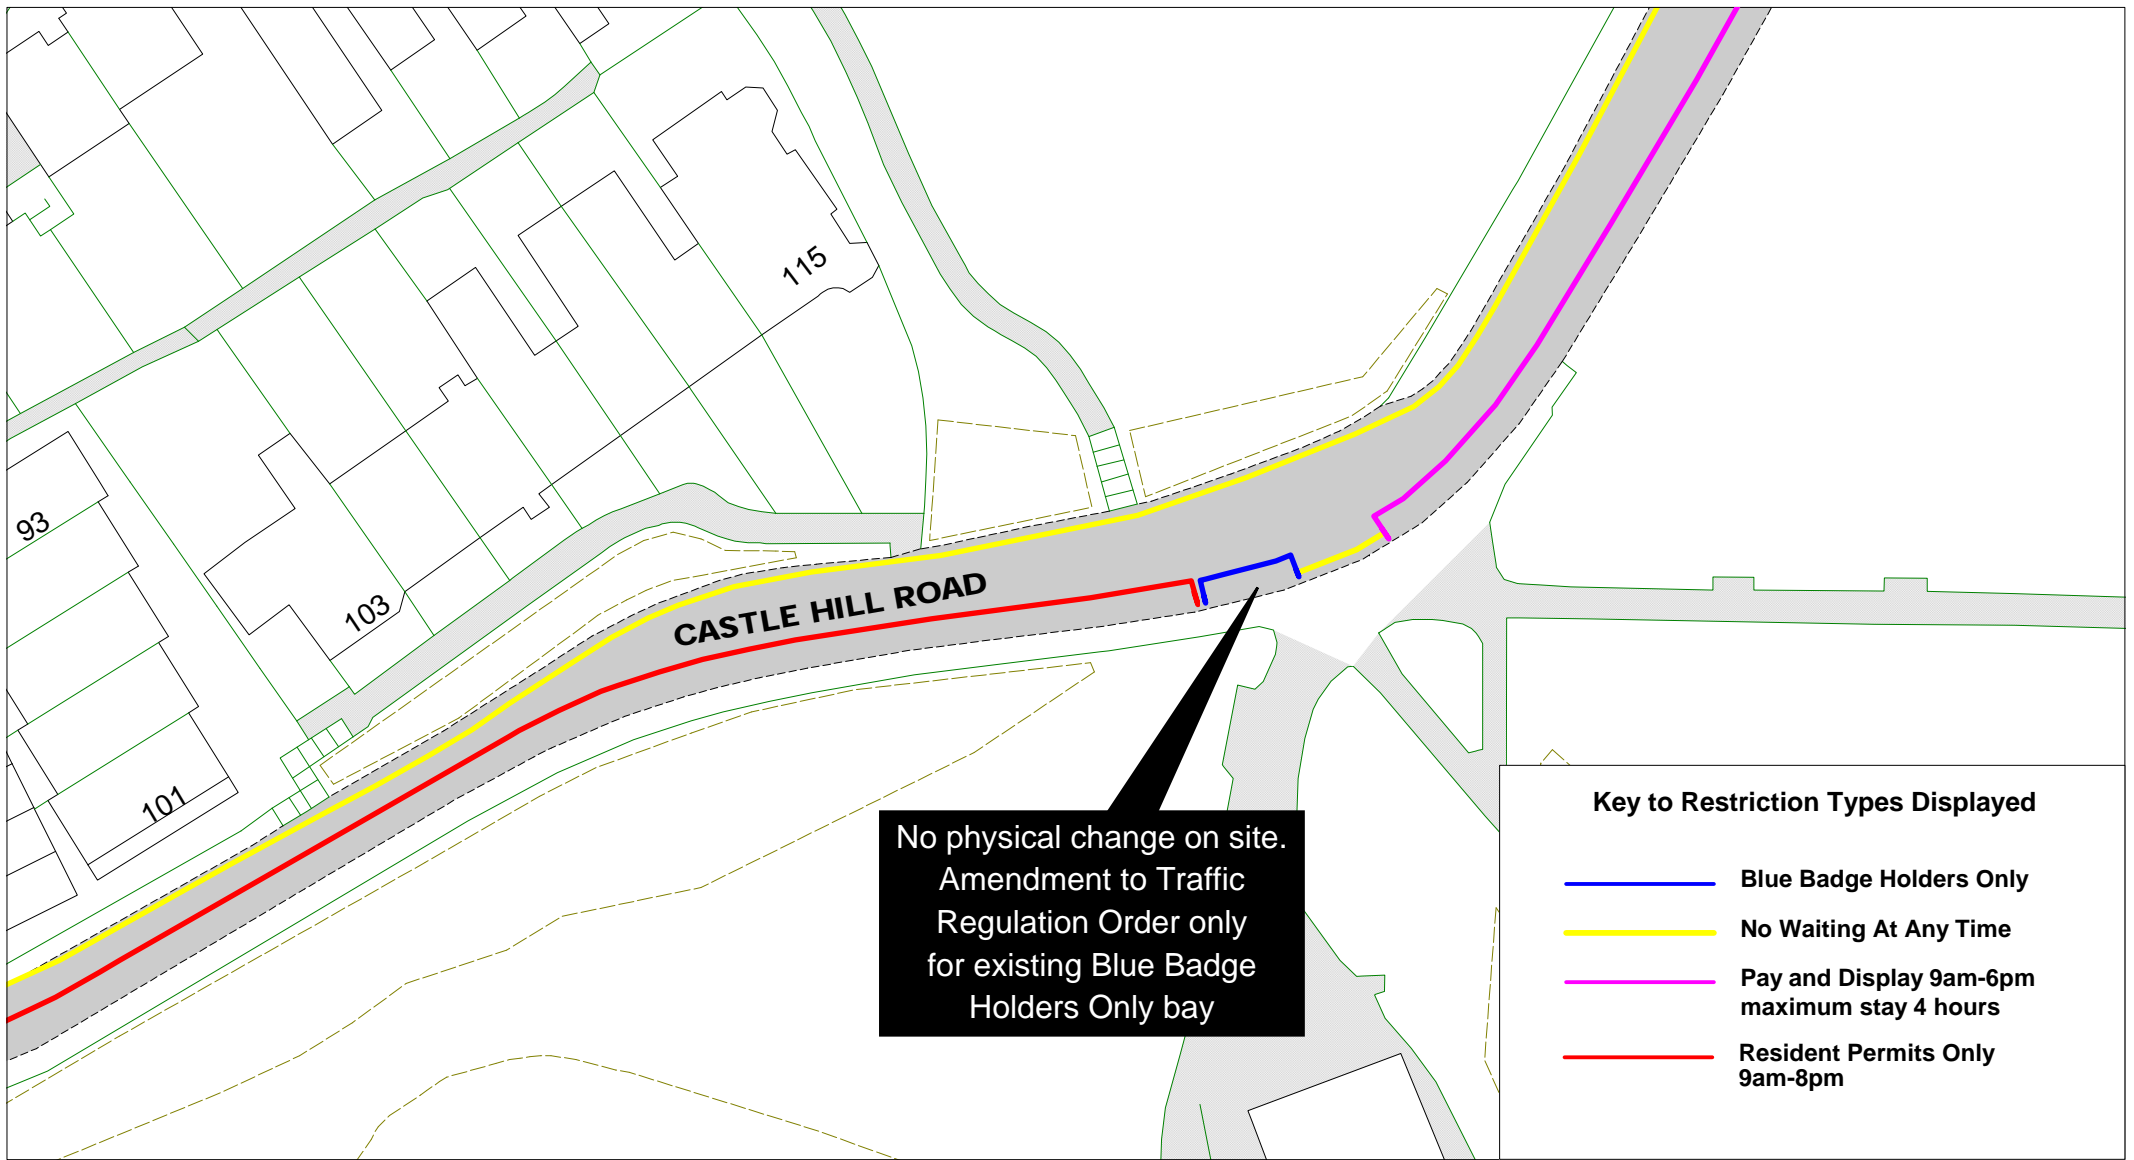 115
93
103
101
CASTLE HILL ROAD
No physical change on site.
Amendment to Traffic
Regulation Order only
for existing Blue Badge
Holders Only bay
Key to Restriction Types Displayed
Blue Badge Holders Only
No Waiting At Any Time
Pay and Display 9am-6pm
maximum stay 4 hours
Resident Permits Only
9am-8pm